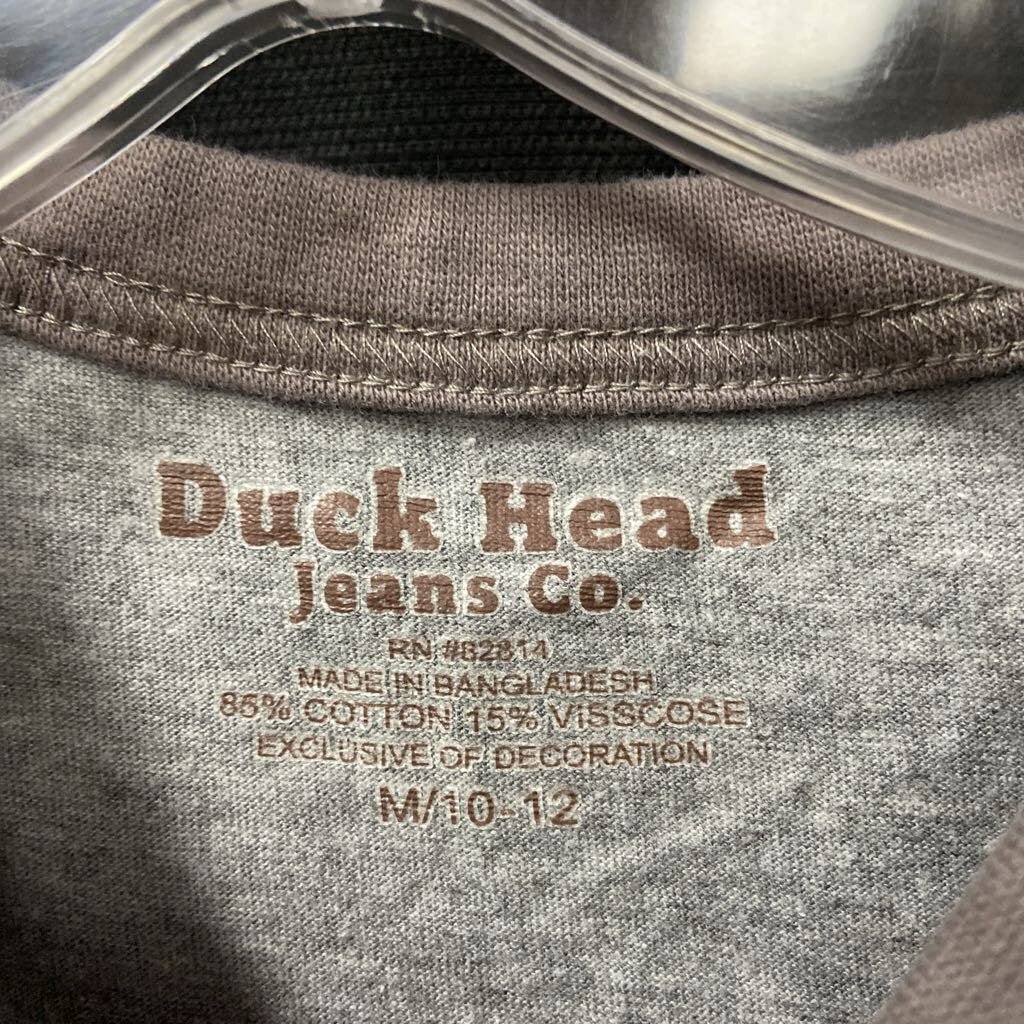 Duck Head
Jeans Co.
RN #82814
MADE IN BANGLADESH
85% COTTON 15% VISSCOSE
EXCLUSIVE OF DECORATION
M/10-12